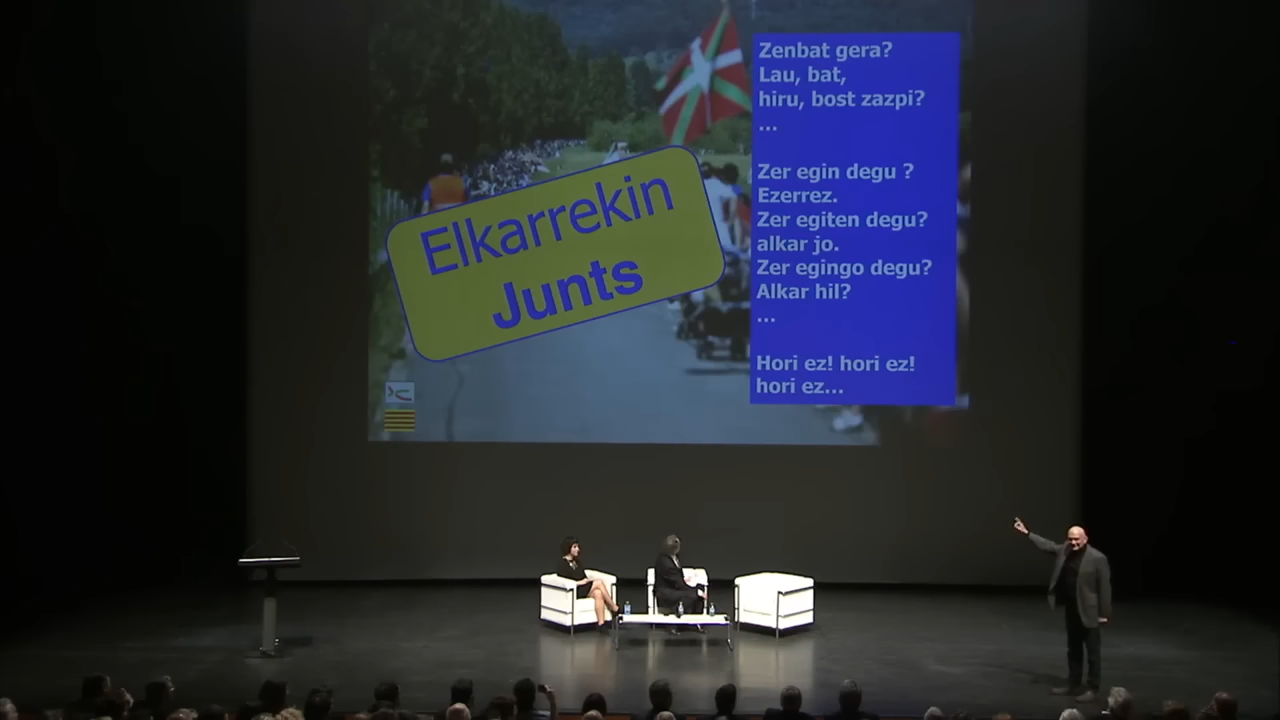 Elkarrekin
Junts
Zenbat gera?
Lau, bat,
hiru, bost zazpi?
...
Zer egin degu ?
Ezerrez.
Zer egiten degu?
alkar jo.
Zer egingo degu?
Alkar hil?
...
Hori ez! hori ez!
hori ez...